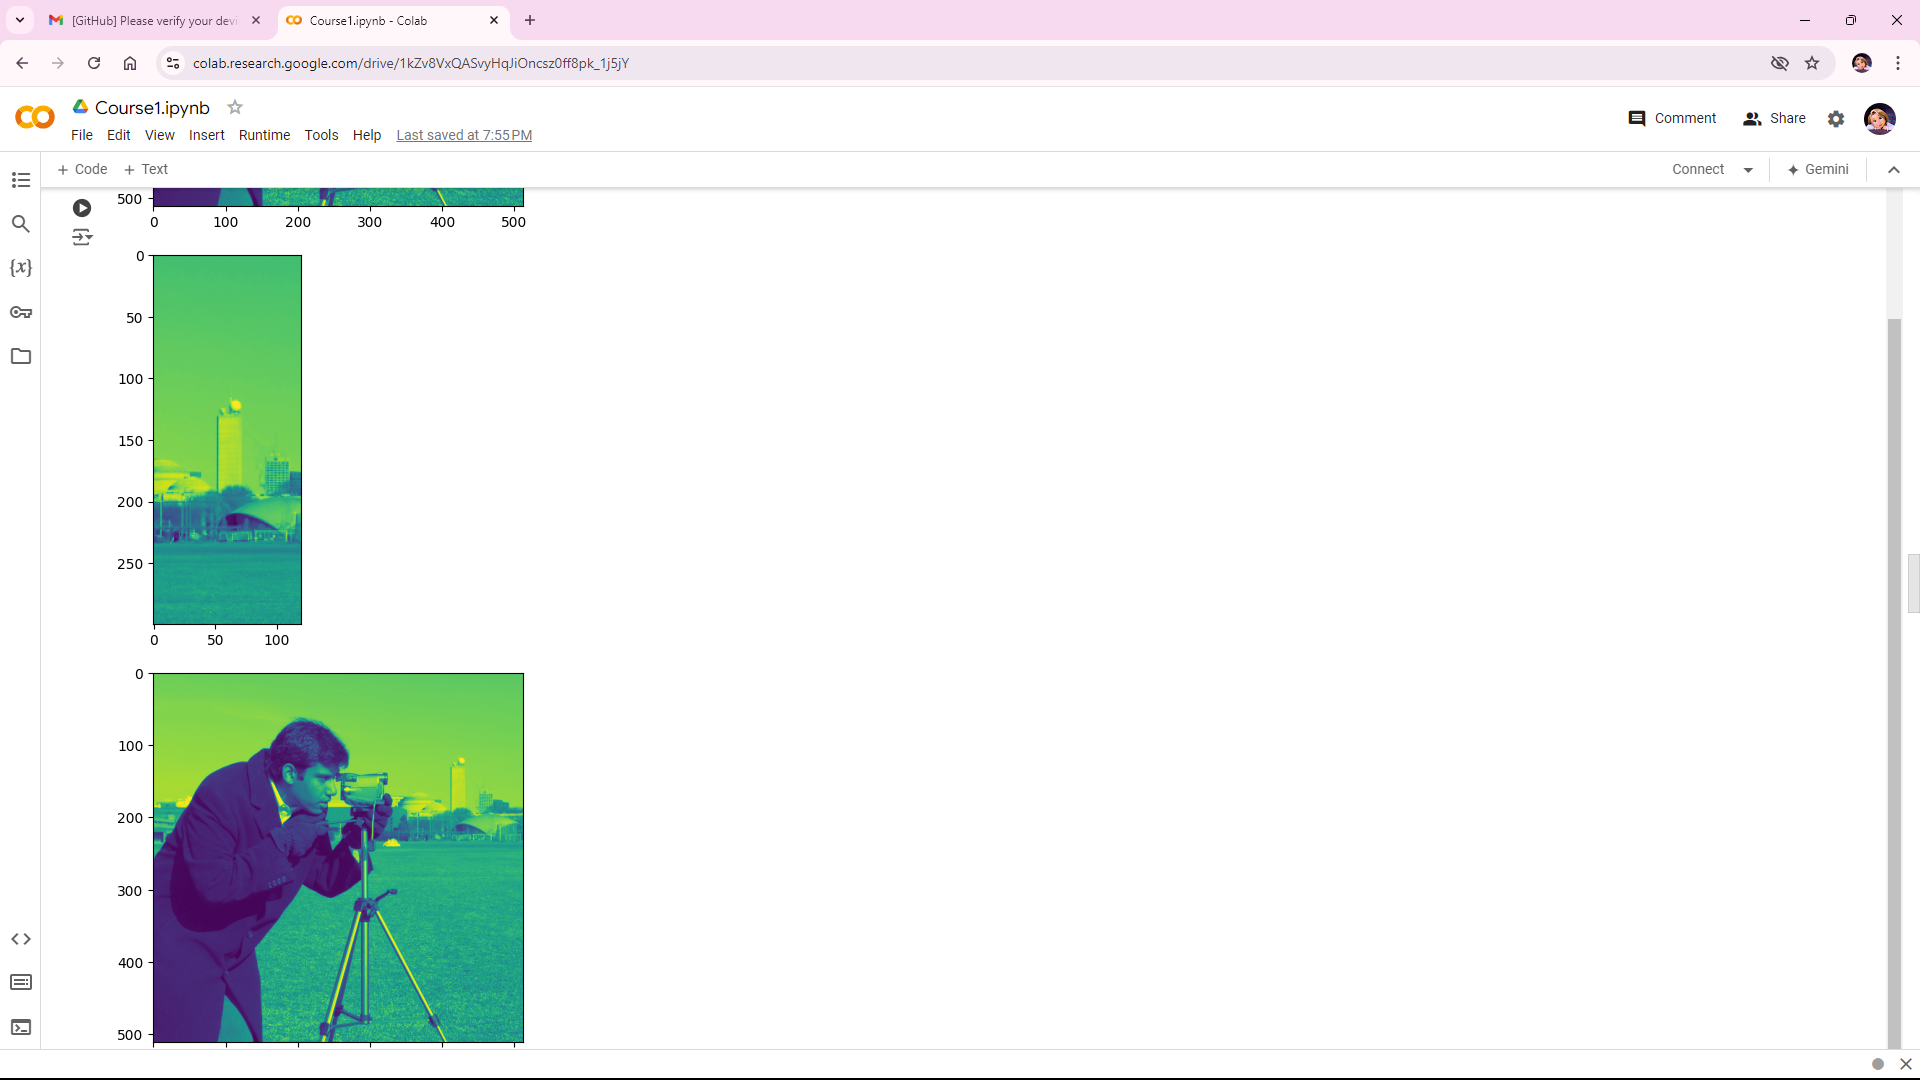 [GitHub] Please verify your devi
Course1.ipynb - Colab
colab.research.google.com/drive/1kZv8VxQASvyHqJiOncsz0ff8pk_1j5jY
Course1.ipynb
File Edit View Insert Runtime Tools Help Last saved at 7:55 PM
Comment
Share
+ Code + Text
Connect
Gemini
{x}
500
0 100 200 300 400 500
0
50
100
150
200
250
0 50 100
0
100
200
300
400
500